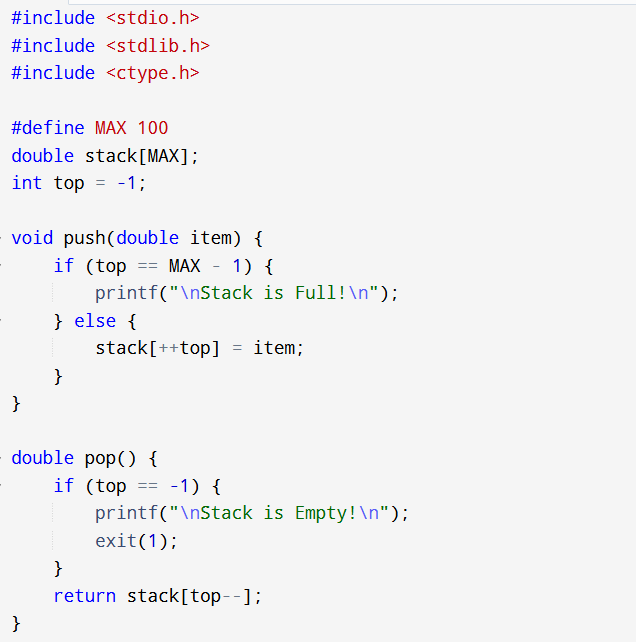 #include <stdio.h>
#include <stdlib.h>
#include <ctype.h>

#define MAX 100
double stack[MAX];
int top = -1;

void push(double item) {
    if (top == MAX - 1) {
        printf("\nStack is Full!\n");
    } else {
        stack[++top] = item;
    }
}

double pop() {
    if (top == -1) {
        printf("\nStack is Empty!\n");
        exit(1);
    }
    return stack[top--];
}